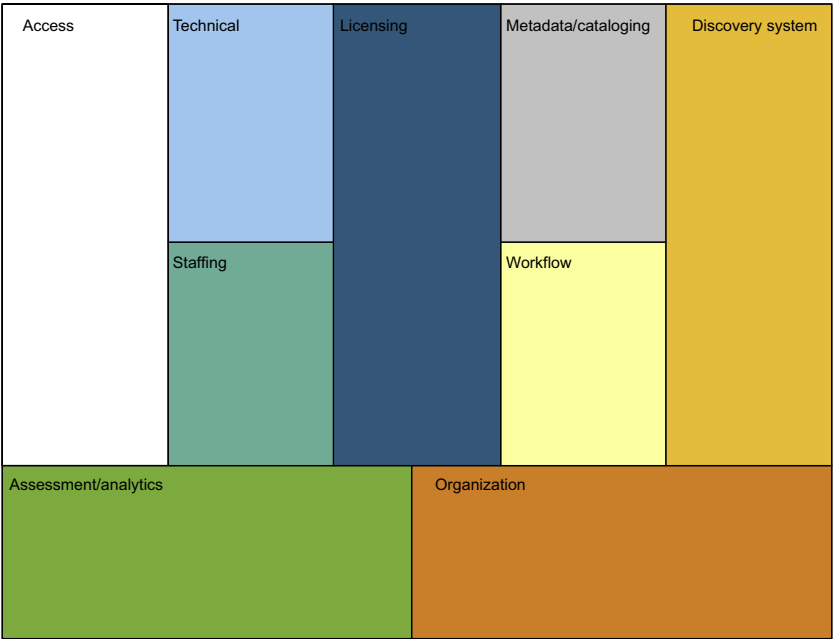 Access
Technical
Licensing
Metadata/cataloging
Discovery system
Staffing
Workflow
Assessment/analytics
Organization